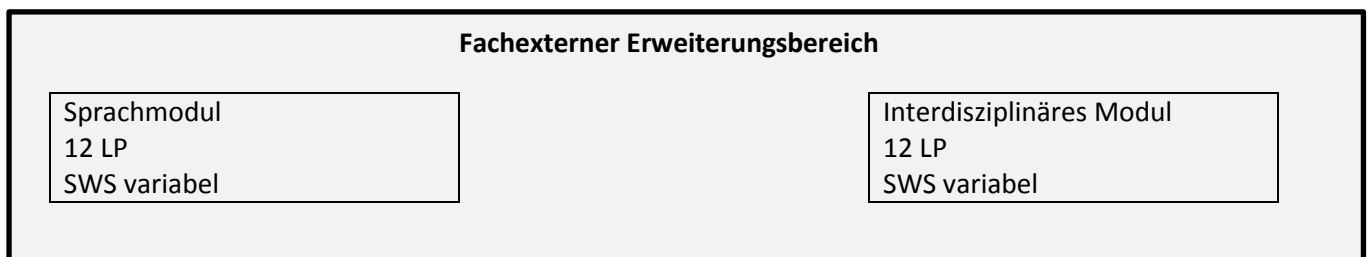 Fachexterner Erweiterungsbereich
Sprachmodul
12 LP
SWS variabel
Interdisziplinäres Modul
12 LP
SWS variabel